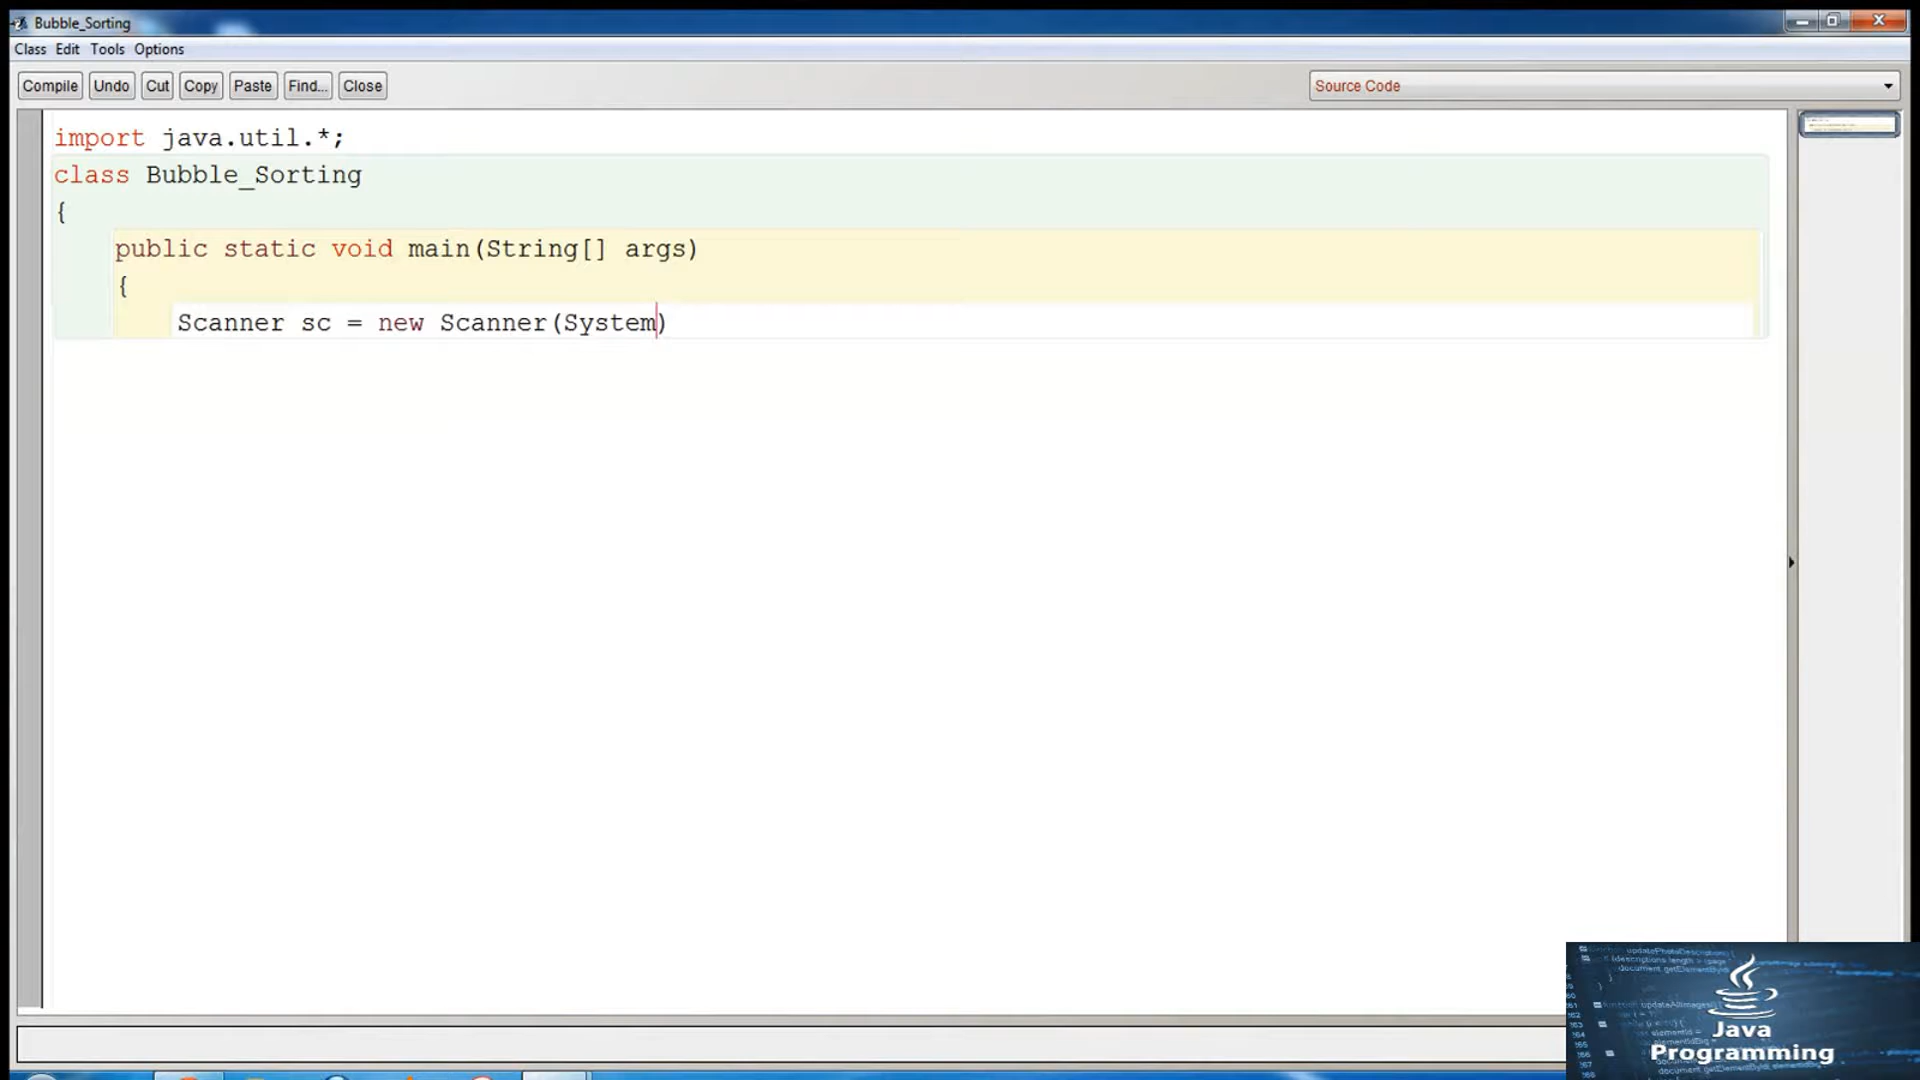 Bubble_Sorting
Class Edit Tools Options
Compile Undo Cut Copy Paste Find... Close Source Code
import java.util.*;
class Bubble_Sorting
{
public static void main(String[] args)
{
Scanner sc = new Scanner(System)
Java
Programming